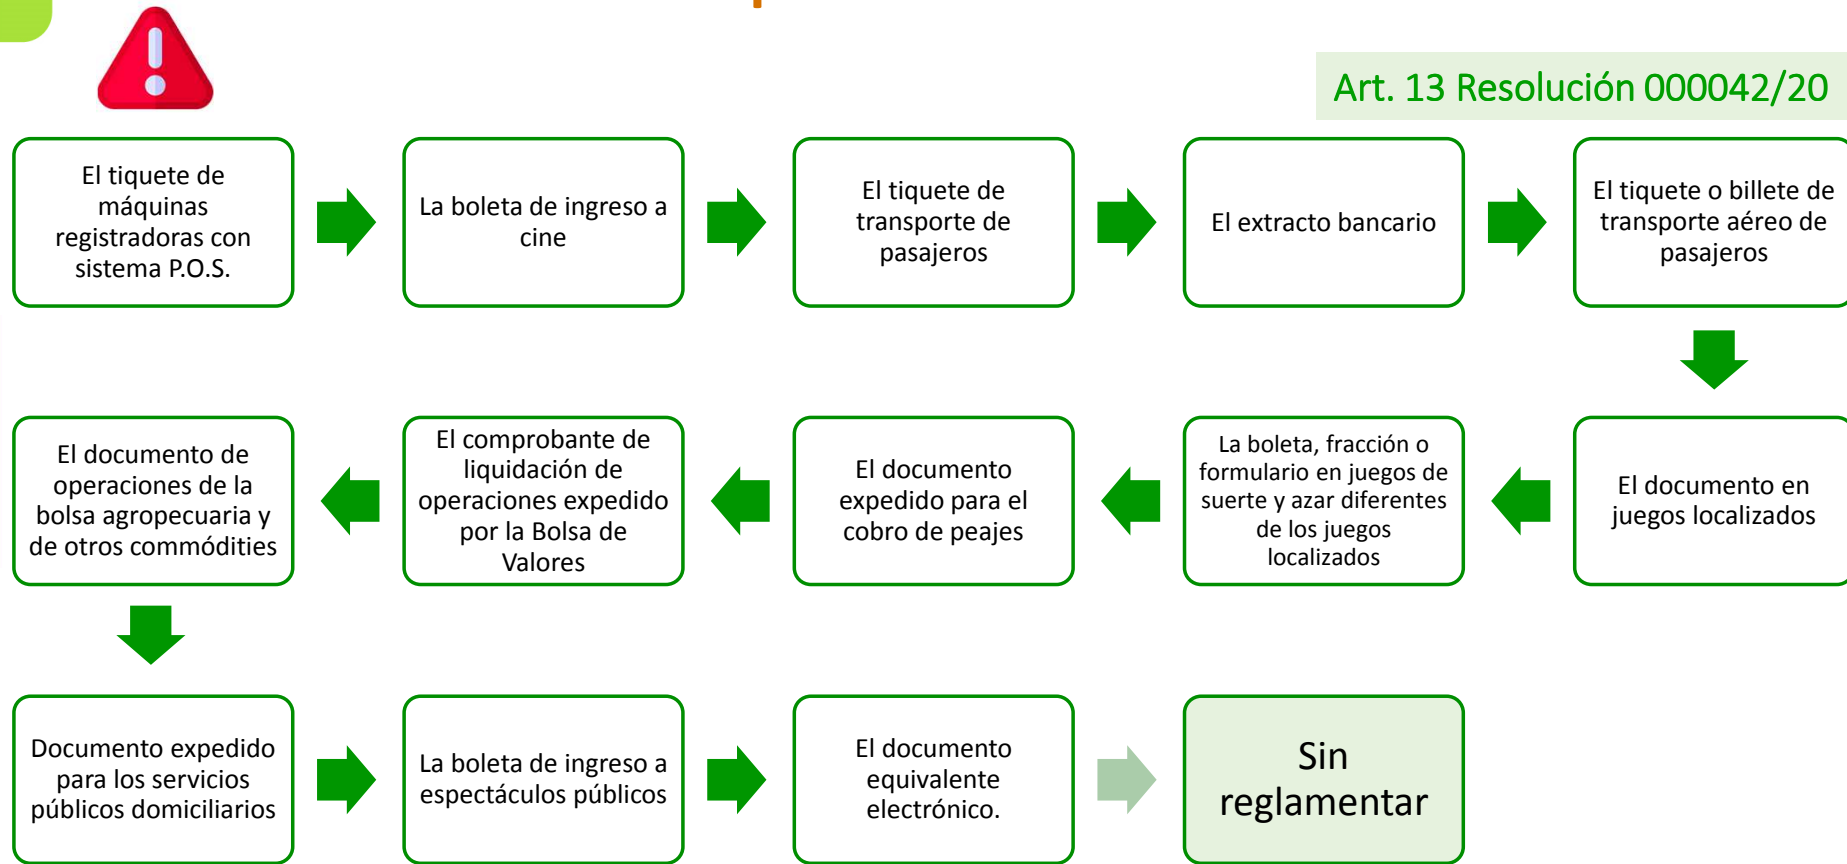 Art. 13 Resolución 000042/20
El tiquete de
máquinas
registradoras con
sistema P.O.S.
La boleta de ingreso a
cine
El tiquete de
transporte de
pasajeros
El extracto bancario
El tiquete o billete de
transporte aéreo de
pasajeros
El documento en
juegos localizados
La boleta, fracción o
formulario en juegos de
suerte y azar diferentes
de los juegos
localizados
El documento
expedido para el
cobro de peajes
El comprobante de
liquidación de
operaciones expedido
por la Bolsa de
Valores
El documento de
operaciones de la
bolsa agropecuaria y
de otros commódities
Documento expedido
para los servicios
públicos domiciliarios
La boleta de ingreso a
espectáculos públicos
El documento
equivalente
electrónico.
Sin
reglamentar